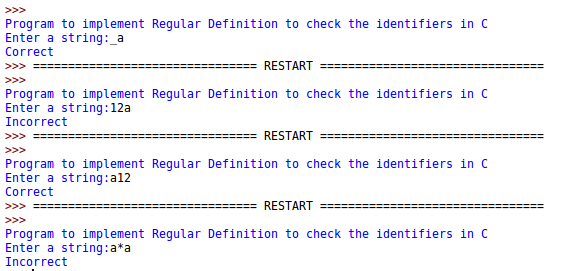 >>>
Program to implement Regular Definition to check the identifiers in C
Enter a string:_a
Correct
>>> ================================ RESTART ================================
>>>
Program to implement Regular Definition to check the identifiers in C
Enter a string:12a
Incorrect
>>> ================================ RESTART ================================
>>>
Program to implement Regular Definition to check the identifiers in C
Enter a string:a12
Correct
>>> ================================ RESTART ================================
>>>
Program to implement Regular Definition to check the identifiers in C
Enter a string:a*a
Incorrect